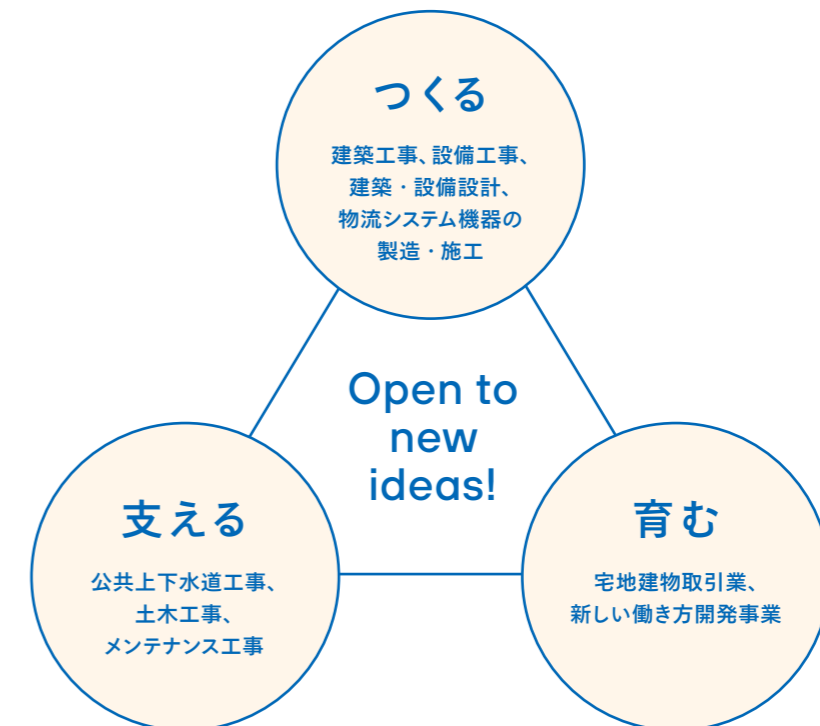 つくる
建築工事、設備工事、
建築・設備設計、
物流システム機器の
製造・施工
Open to
new
ideas!
支える
公共上下水道工事、
土木工事、
メンテナンス工事
育む
宅地建物取引業、
新しい働き方開発事業